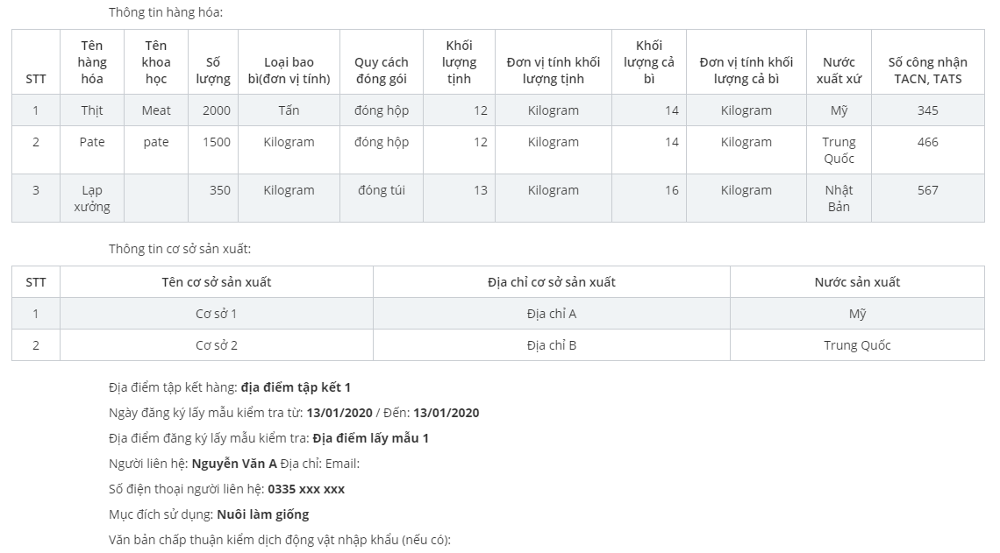 Thông tin hàng hóa:
STT Tên hàng hóa Tên khoa học Số lượng Loại bao bì(đơn vị tính) Quy cách đóng gói Khối lượng tịnh Đơn vị tính khối lượng tịnh Khối lượng cả bì Đơn vị tính khối lượng cả bì Nước xuất xứ Số công nhận TACN, TATS
1 Thịt Meat 2000 Tấn đóng hộp 12 Kilogram 14 Kilogram Mỹ 345
2 Pate pate 1500 Kilogram đóng hộp 12 Kilogram 14 Kilogram Trung Quốc 466
3 Lạp xưởng 350 Kilogram đóng túi 13 Kilogram 16 Kilogram Nhật Bản 567
Thông tin cơ sở sản xuất:
STT Tên cơ sở sản xuất Địa chỉ cơ sở sản xuất Nước sản xuất
1 Cơ sở 1 Địa chỉ A Mỹ
2 Cơ sở 2 Địa chỉ B Trung Quốc
Địa điểm tập kết hàng: địa điểm tập kết 1
Ngày đăng ký lấy mẫu kiểm tra từ: 13/01/2020 / Đến: 13/01/2020
Địa điểm đăng ký lấy mẫu kiểm tra: Địa điểm lấy mẫu 1
Người liên hệ: Nguyễn Văn A Địa chỉ: Email:
Số điện thoại người liên hệ: 0335 xxx xxx
Mục đích sử dụng: Nuôi làm giống
Văn bản chấp thuận kiểm dịch động vật nhập khẩu (nếu có):